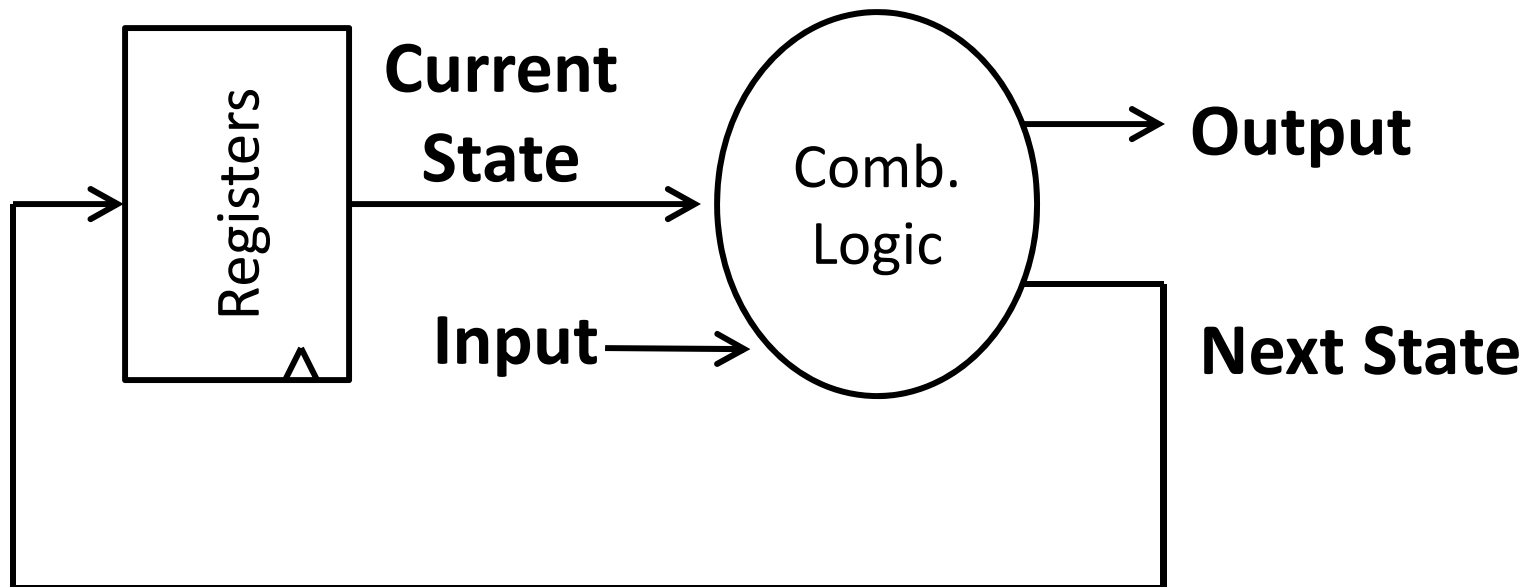 Registers
Current
State
Input
Comb.
Logic
Output
Next State